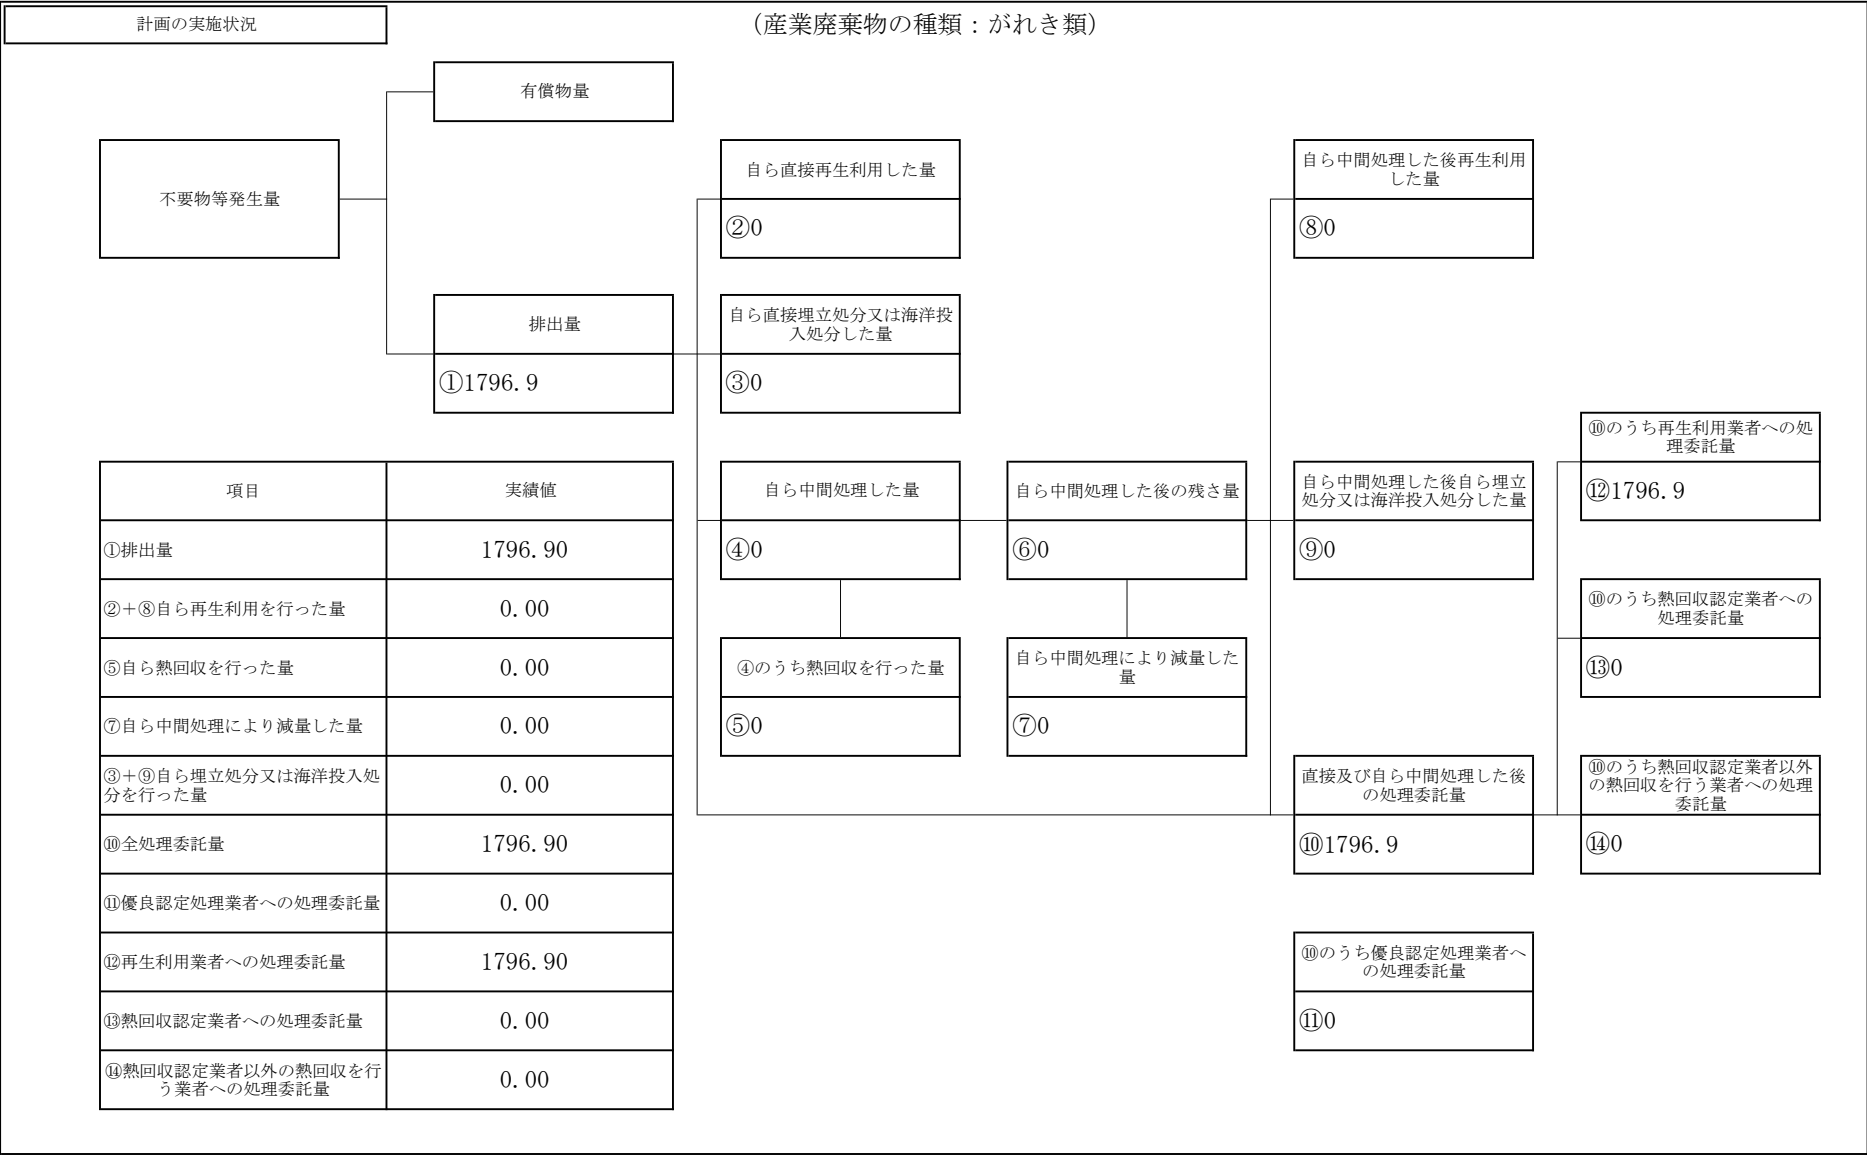 計画の実施状況
（産業廃棄物の種類：がれき類）
有償物量
不要物等発生量
自ら直接再生利用した量
②0
自ら中間処理した後再生利用
した量
⑧0
排出量
①1796.9
自ら直接埋立処分又は海洋投
入処分した量
③0
⑩のうち再生利用業者への処
理委託量
⑫1796.9
自ら中間処理した量
④0
自ら中間処理した後の残さ量
⑥0
自ら中間処理した後自ら埋立
処分又は海洋投入処分した量
⑨0
⑩のうち熱回収認定業者への
処理委託量
⑬0
④のうち熱回収を行った量
⑤0
自ら中間処理により減量した
量
⑦0
直接及び自ら中間処理した後
の処理委託量
⑩1796.9
⑩のうち熱回収認定業者以外
の熱回収を行う業者への処理
委託量
⑭0
⑩のうち優良認定処理業者へ
の処理委託量
⑪0
項目 実績値
①排出量 1796.90
②＋⑧自ら再生利用を行った量 0.00
⑤自ら熱回収を行った量 0.00
⑦自ら中間処理により減量した量 0.00
③＋⑨自ら埋立処分又は海洋投入処
分を行った量 0.00
⑩全処理委託量 1796.90
⑪優良認定処理業者への処理委託量 0.00
⑫再生利用業者への処理委託量 1796.90
⑬熱回収認定業者への処理委託量 0.00
⑭熱回収認定業者以外の熱回収を行
う業者への処理委託量 0.00